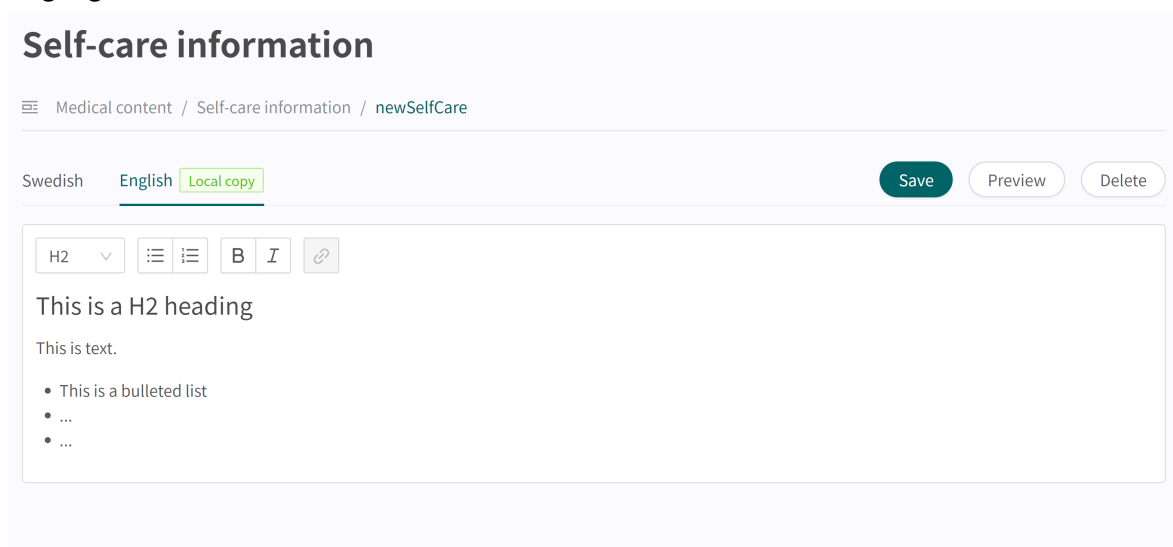 Self-care information
Medical content / Self-care information / newSelfCare
Swedish English Local copy Save Preview Delete
H2 B I
This is a H2 heading
This is text.
• This is a bulleted list
• ...
• ...